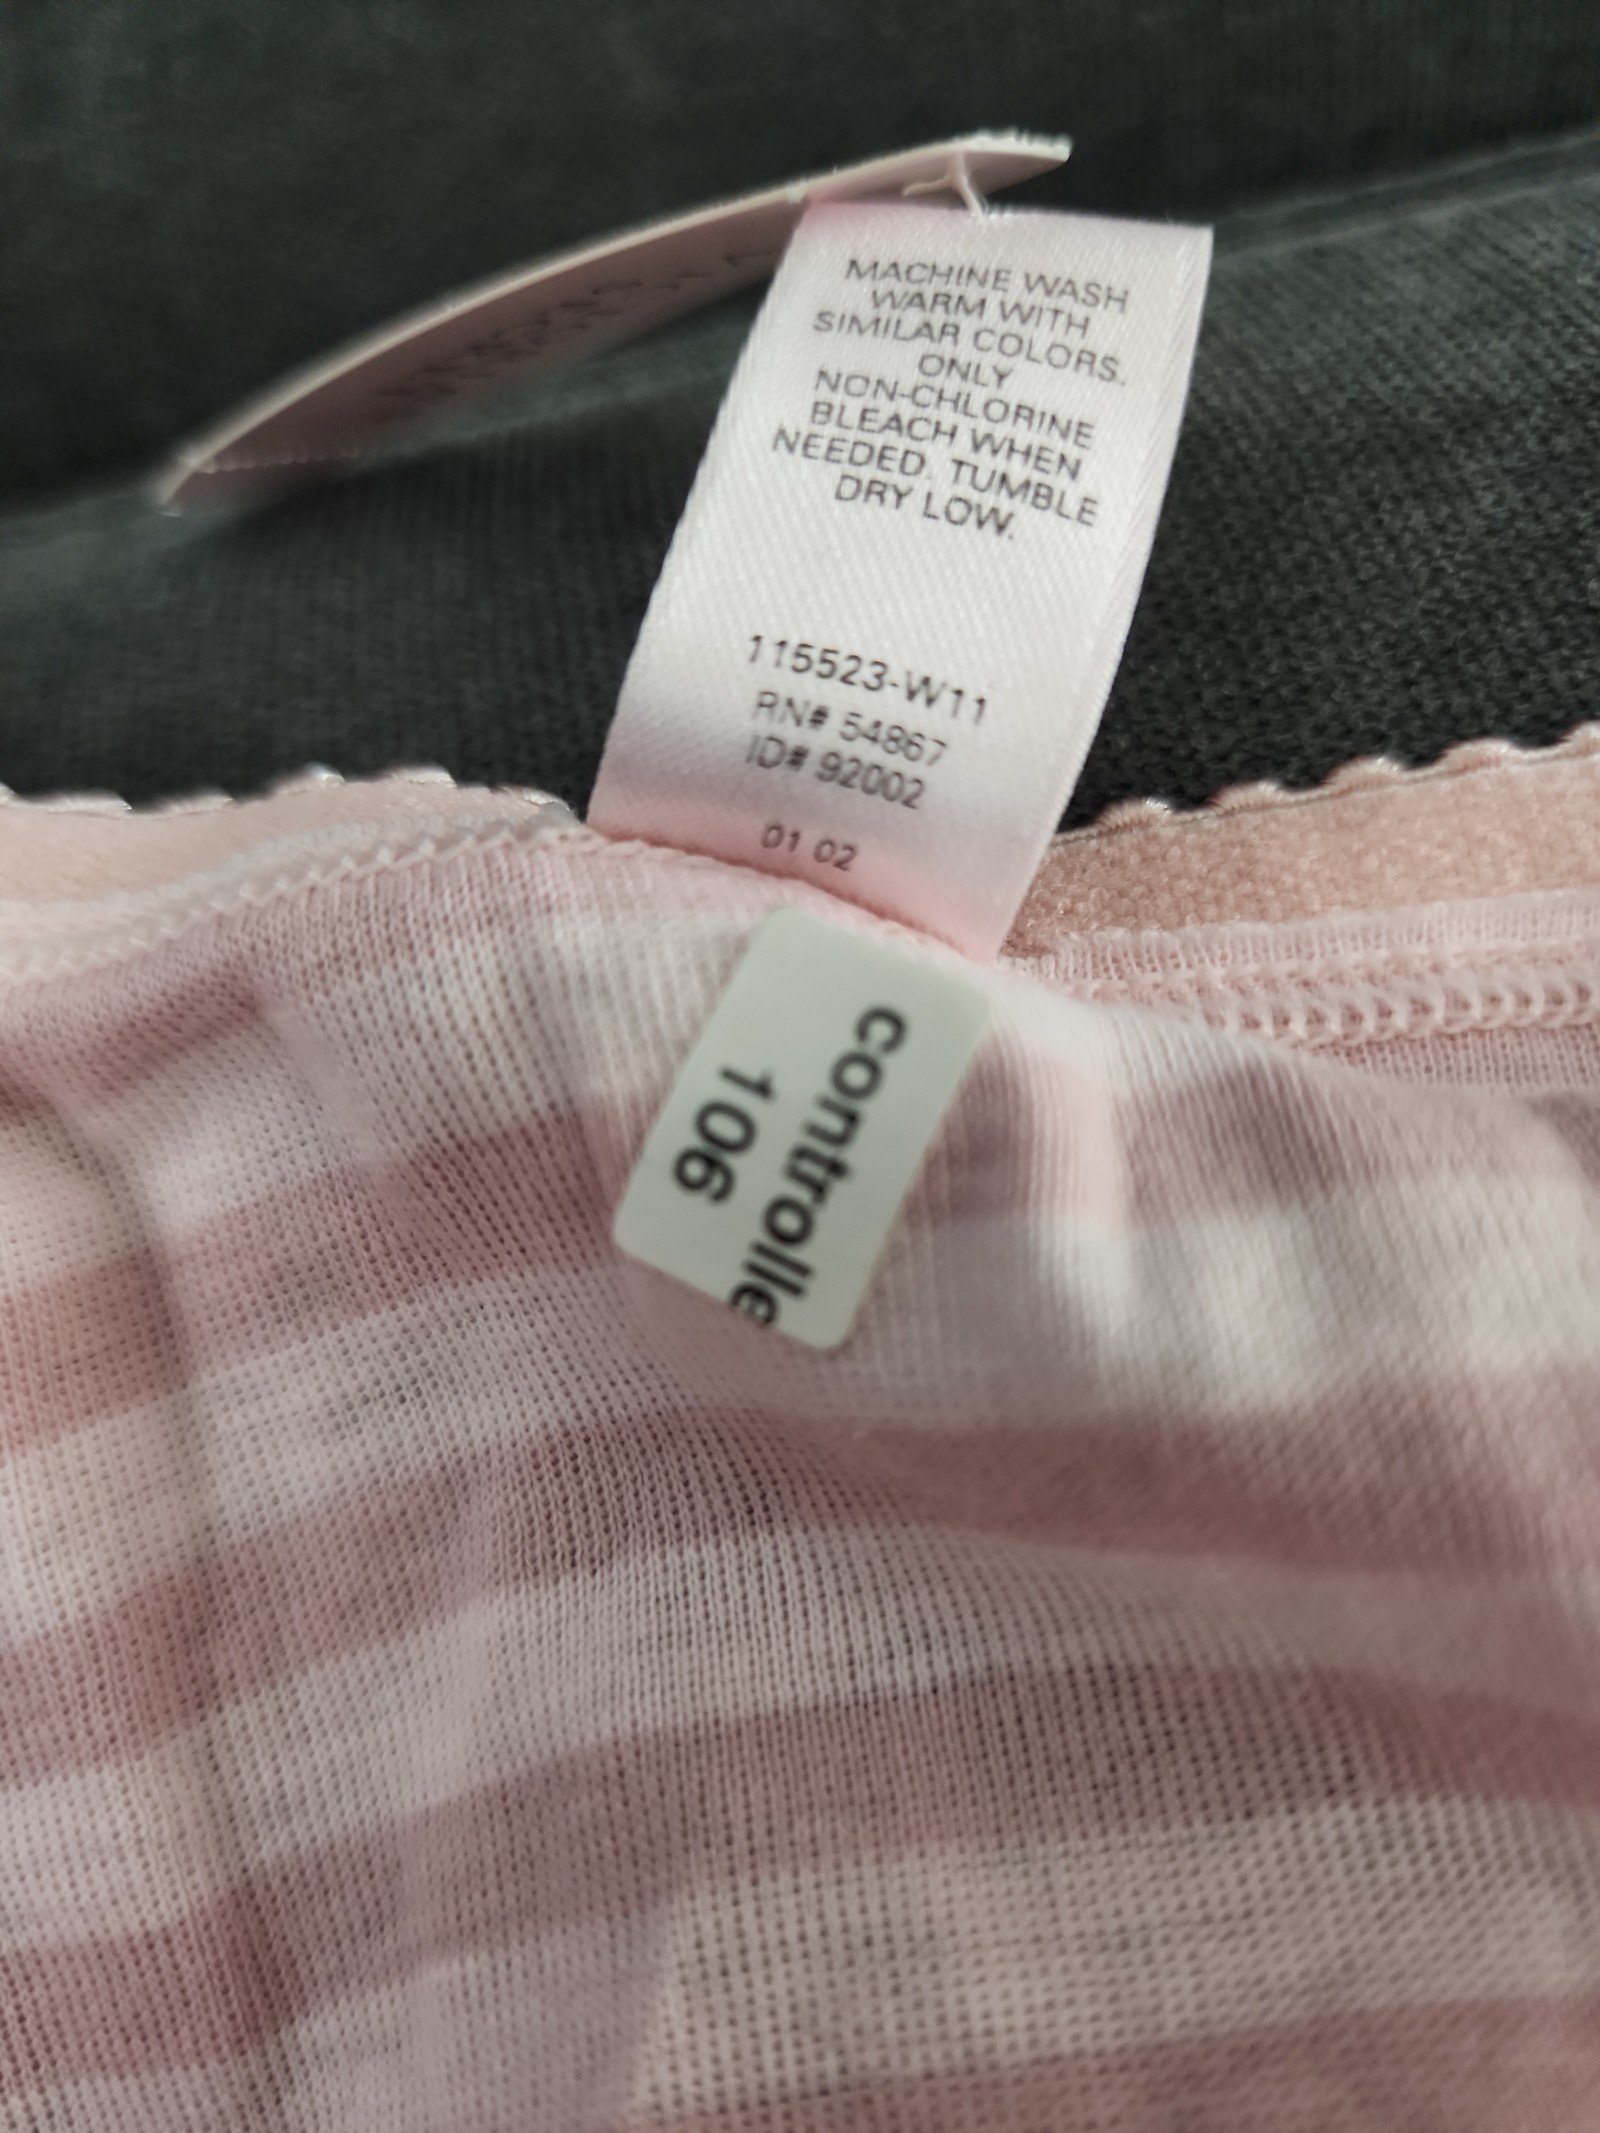 MACHINE WASH
WARM WITH
SIMILAR COLORS.
ONLY
NON-CHLORINE
BLEACH WHEN
NEEDED. TUMBLE
DRY LOW.
115523-W11
RN# 54867
ID# 92002
01 02
controlle
106